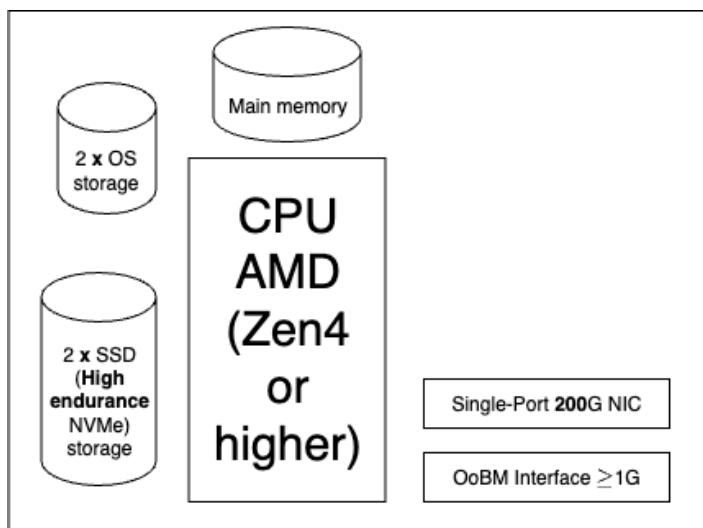 Main memory
2 x OS
storage
CPU
AMD
(Zen4
or
higher)
2 x SSD
(High
endurance
NVMe)
storage
Single-Port 200G NIC
OoBM Interface ≥1G